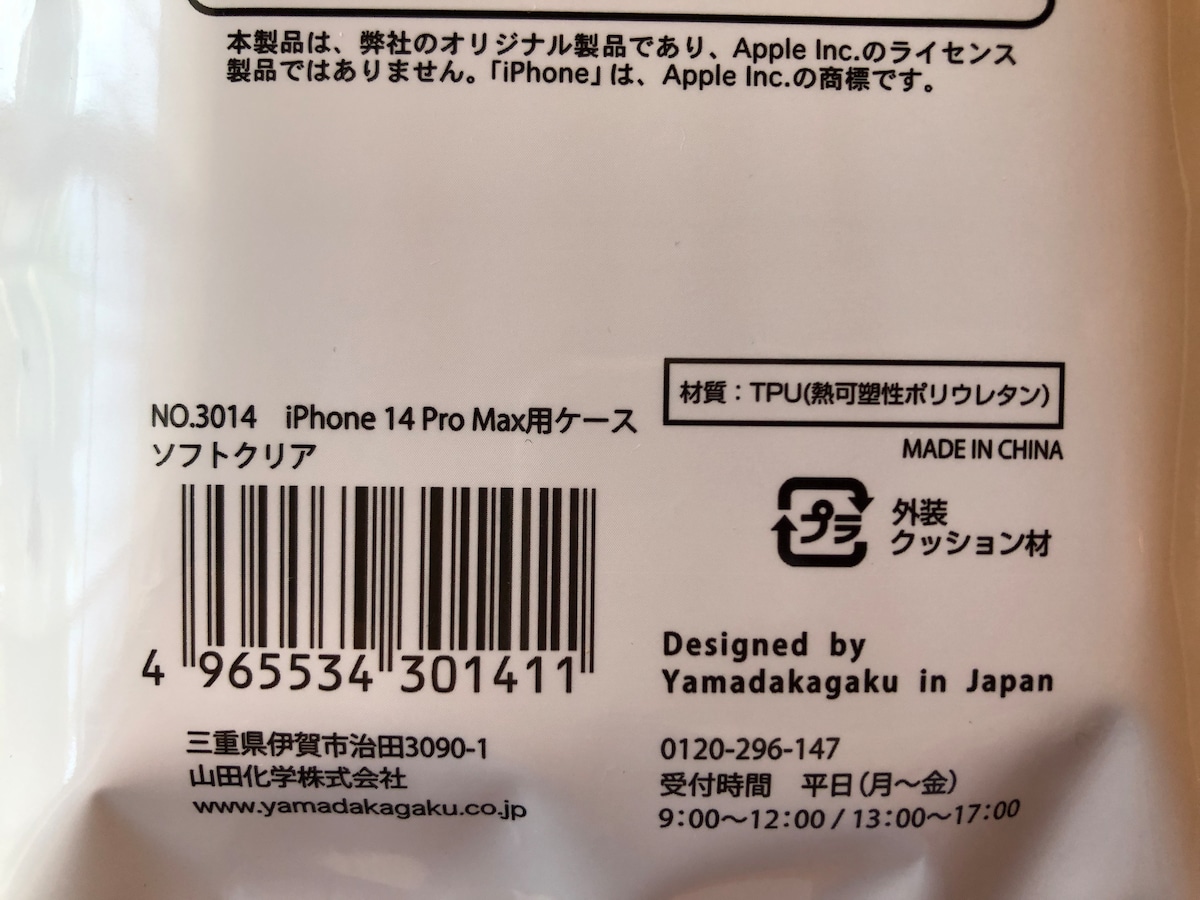 本製品は、弊社のオリジナル製品であり、Apple Inc.のライセンス
製品ではありません。「iPhone」は、Apple Inc.の商標です。
材質：TPU(熱可塑性ポリウレタン)
MADE IN CHINA
NO.3014 iPhone 14 Pro Max用ケース
ソフトクリア
プラ
外装
クッション材
4 965534 301411
Designed by
Yamadakagaku in Japan
三重県伊賀市治田3090-1
山田化学株式会社
www.yamadakagaku.co.jp
0120-296-147
受付時間 平日（月～金）
9:00～12:00 / 13:00～17:00